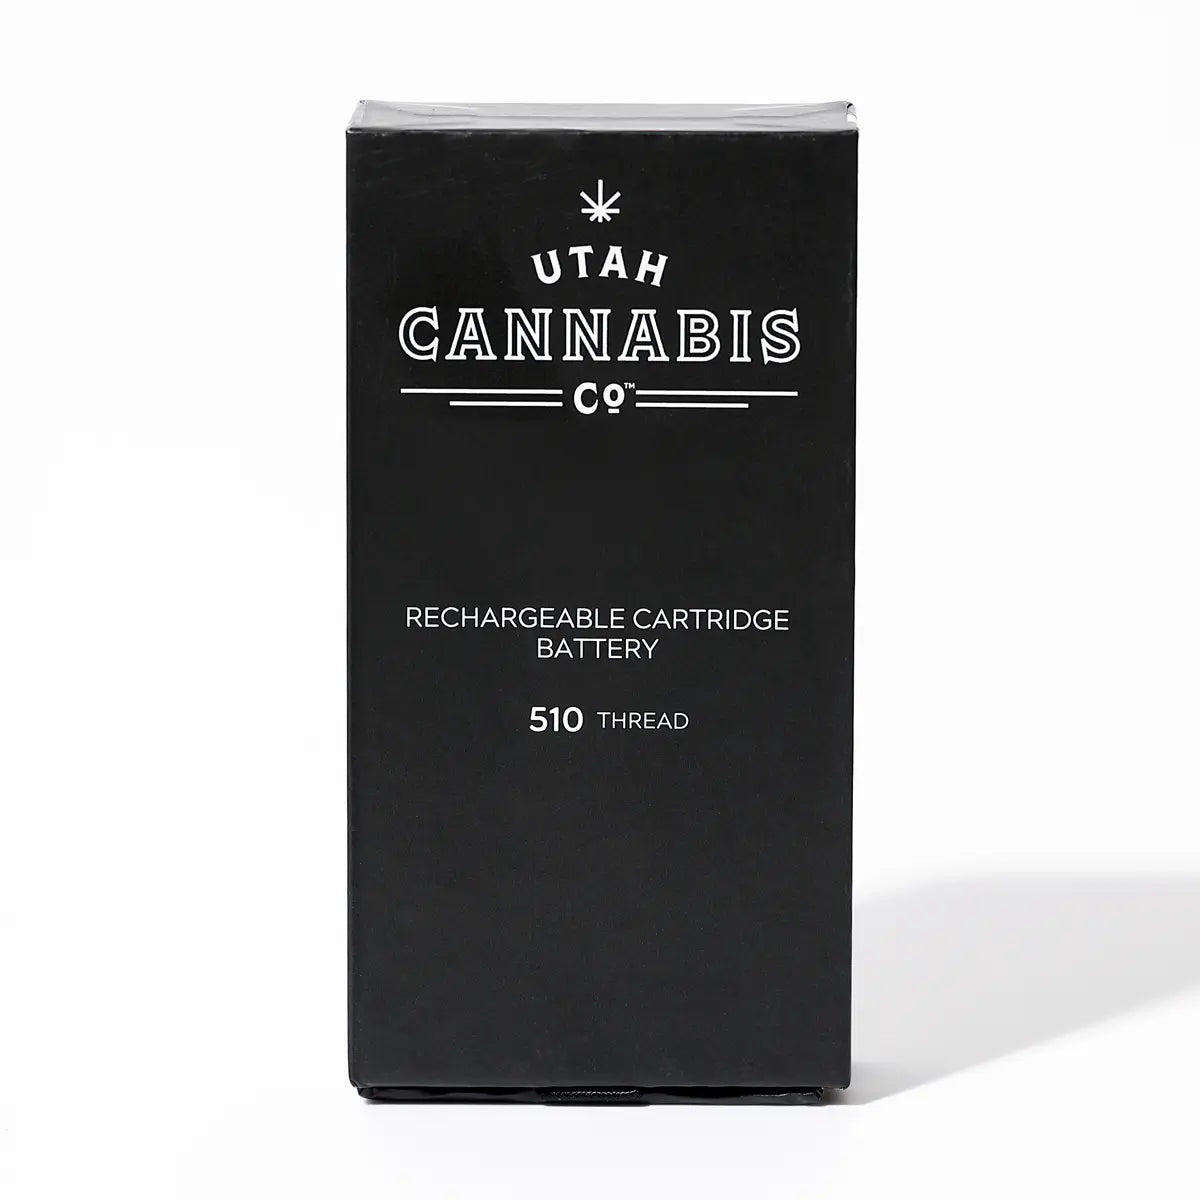 UTAH
CANNABIS
Co™
RECHARGEABLE CARTRIDGE
BATTERY
510 THREAD